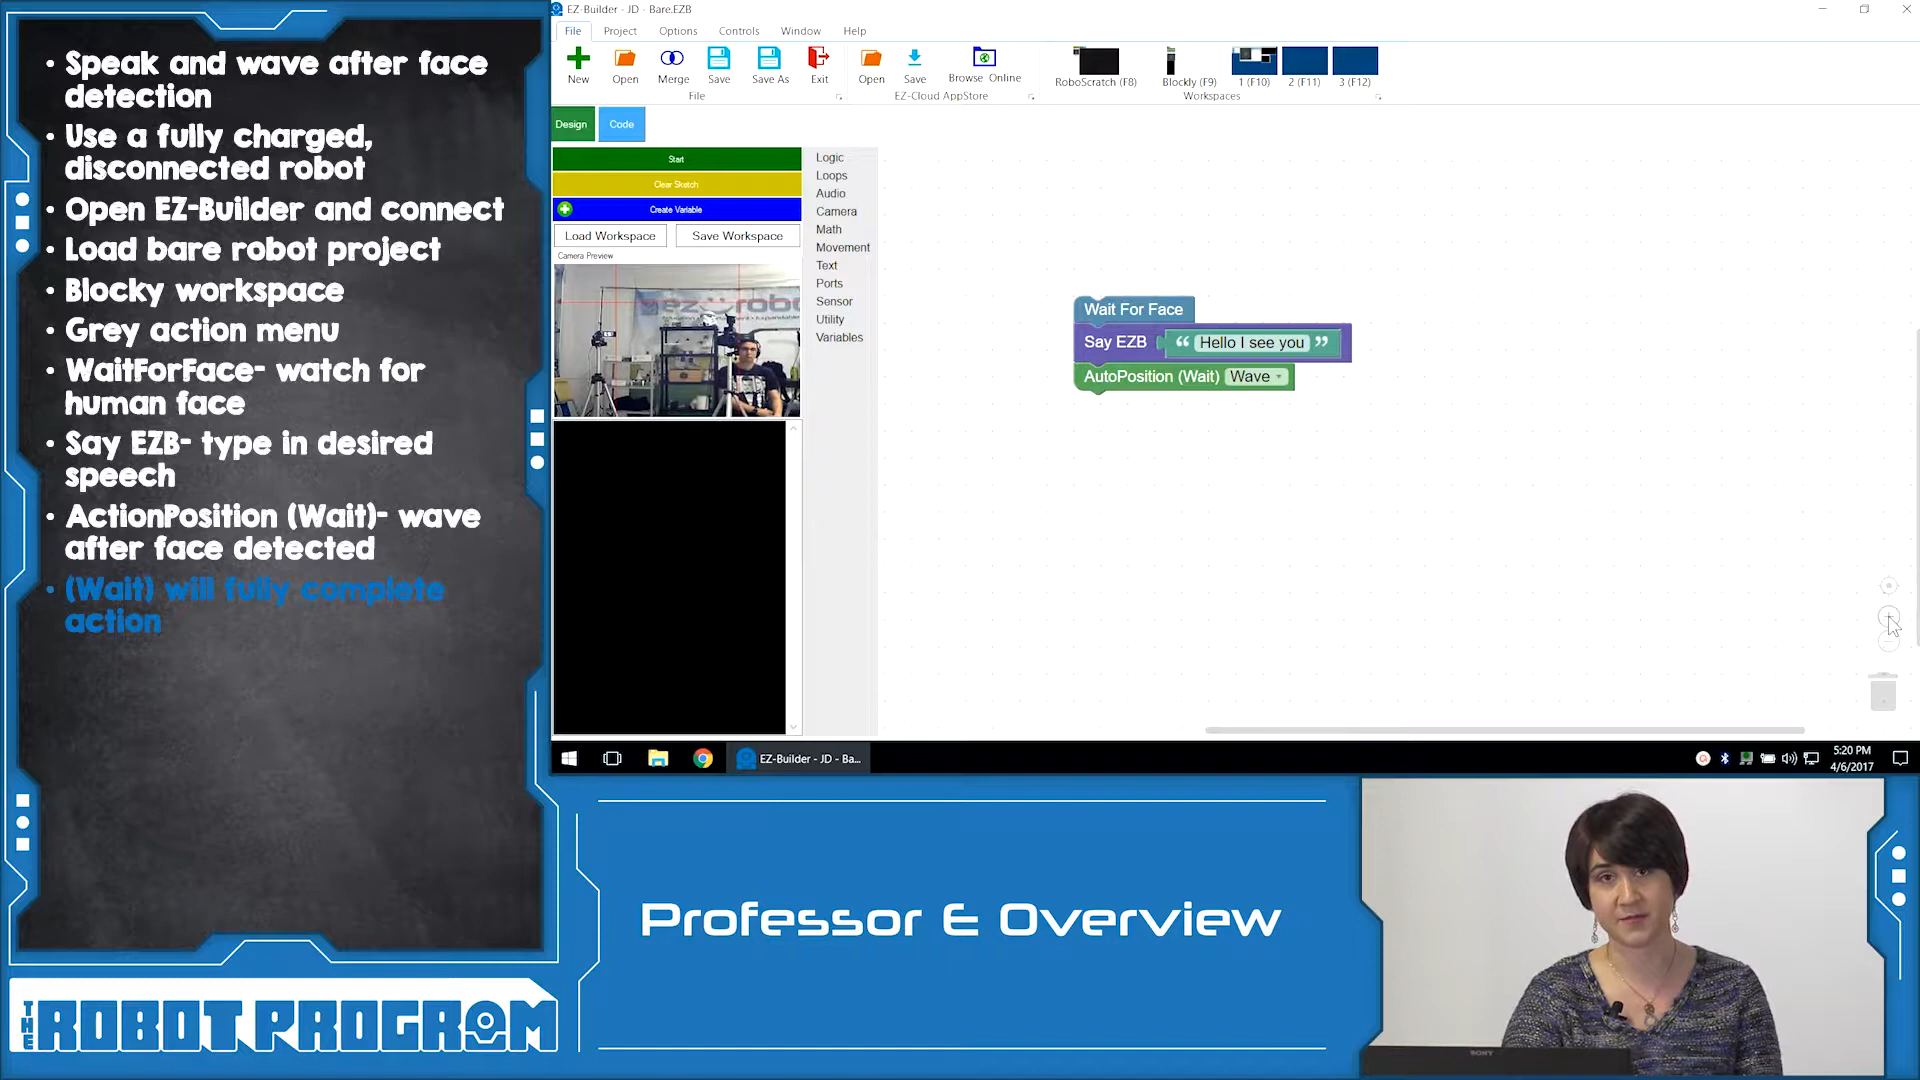 • Speak and wave after face
detection
• Use a fully charged,
disconnected robot
• Open EZ-Builder and connect
• Load bare robot project
• Blocky workspace
• Grey action menu
• WaitForFace- watch for
human face
• Say EZB- type in desired
speech
• ActionPosition (Wait)- wave
after face detected
• (Wait) will fully complete
action
THE ROBOT PROGRAM
EZ-Builder - JD - Bare.EZB
File Project Options Controls Window Help
New Open Merge Save Save As Exit Open Save Browse Online RoboScratch (F8) Blockly (F9) 1 (F10) 2 (F11) 3 (F12)
File EZ-Cloud AppStore Workspaces
Design Code
Start
Clear Sketch
Create Variable
Load Workspace Save Workspace
Camera Preview
Logic
Loops
Audio
Camera
Math
Movement
Text
Ports
Sensor
Utility
Variables
Wait For Face
Say EZB “ Hello I see you ”
AutoPosition (Wait) Wave
EZ-Builder - JD - Ba...
5:20 PM
4/6/2017
Professor E Overview
SONY